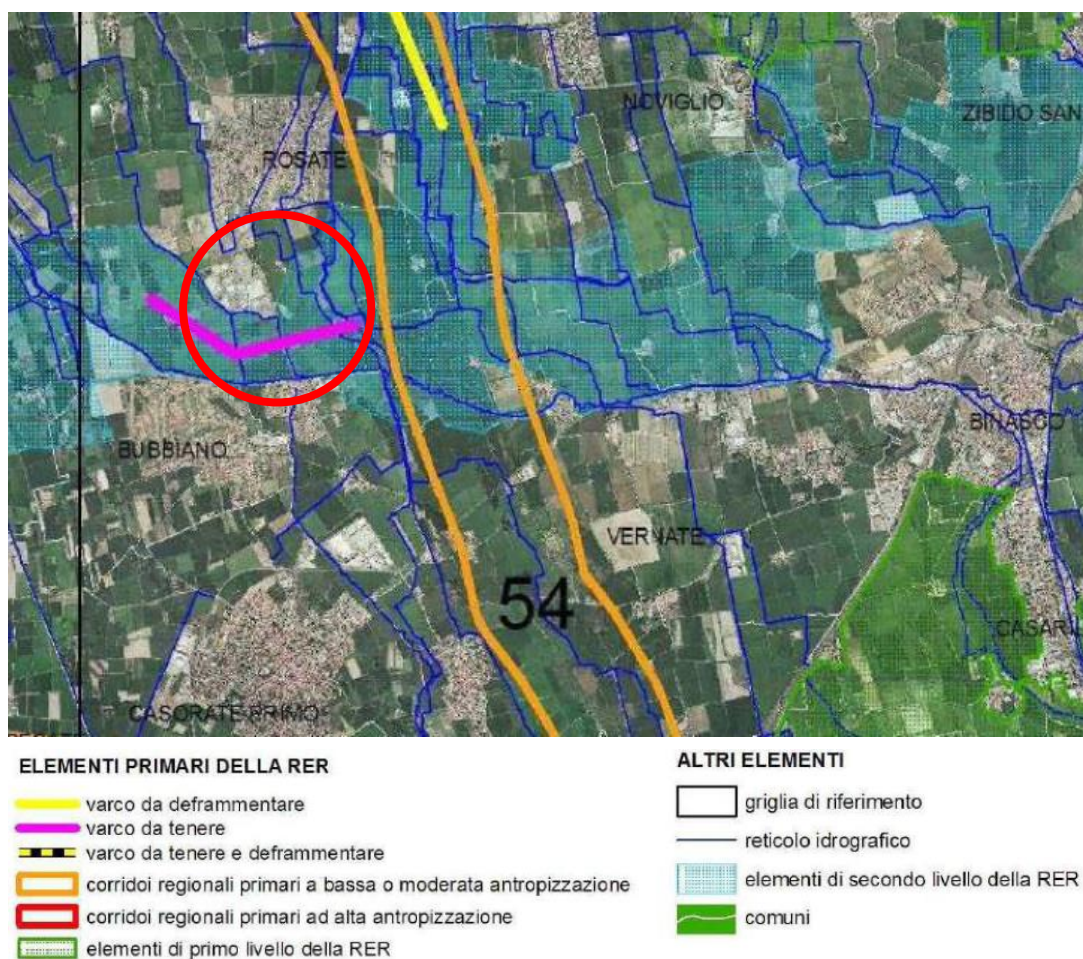 NOVIGLIO
ZIBIDO SAN
ROSATE
BUBBIANO
BINASCO
VERNATE
54
CASARI
CASORATE PRIMO
ELEMENTI PRIMARI DELLA RER
varco da deframmentare
varco da tenere
varco da tenere e deframmentare
corridoi regionali primari a bassa o moderata antropizzazione
corridoi regionali primari ad alta antropizzazione
elementi di primo livello della RER
ALTRI ELEMENTI
griglia di riferimento
reticolo idrografico
elementi di secondo livello della RER
comuni